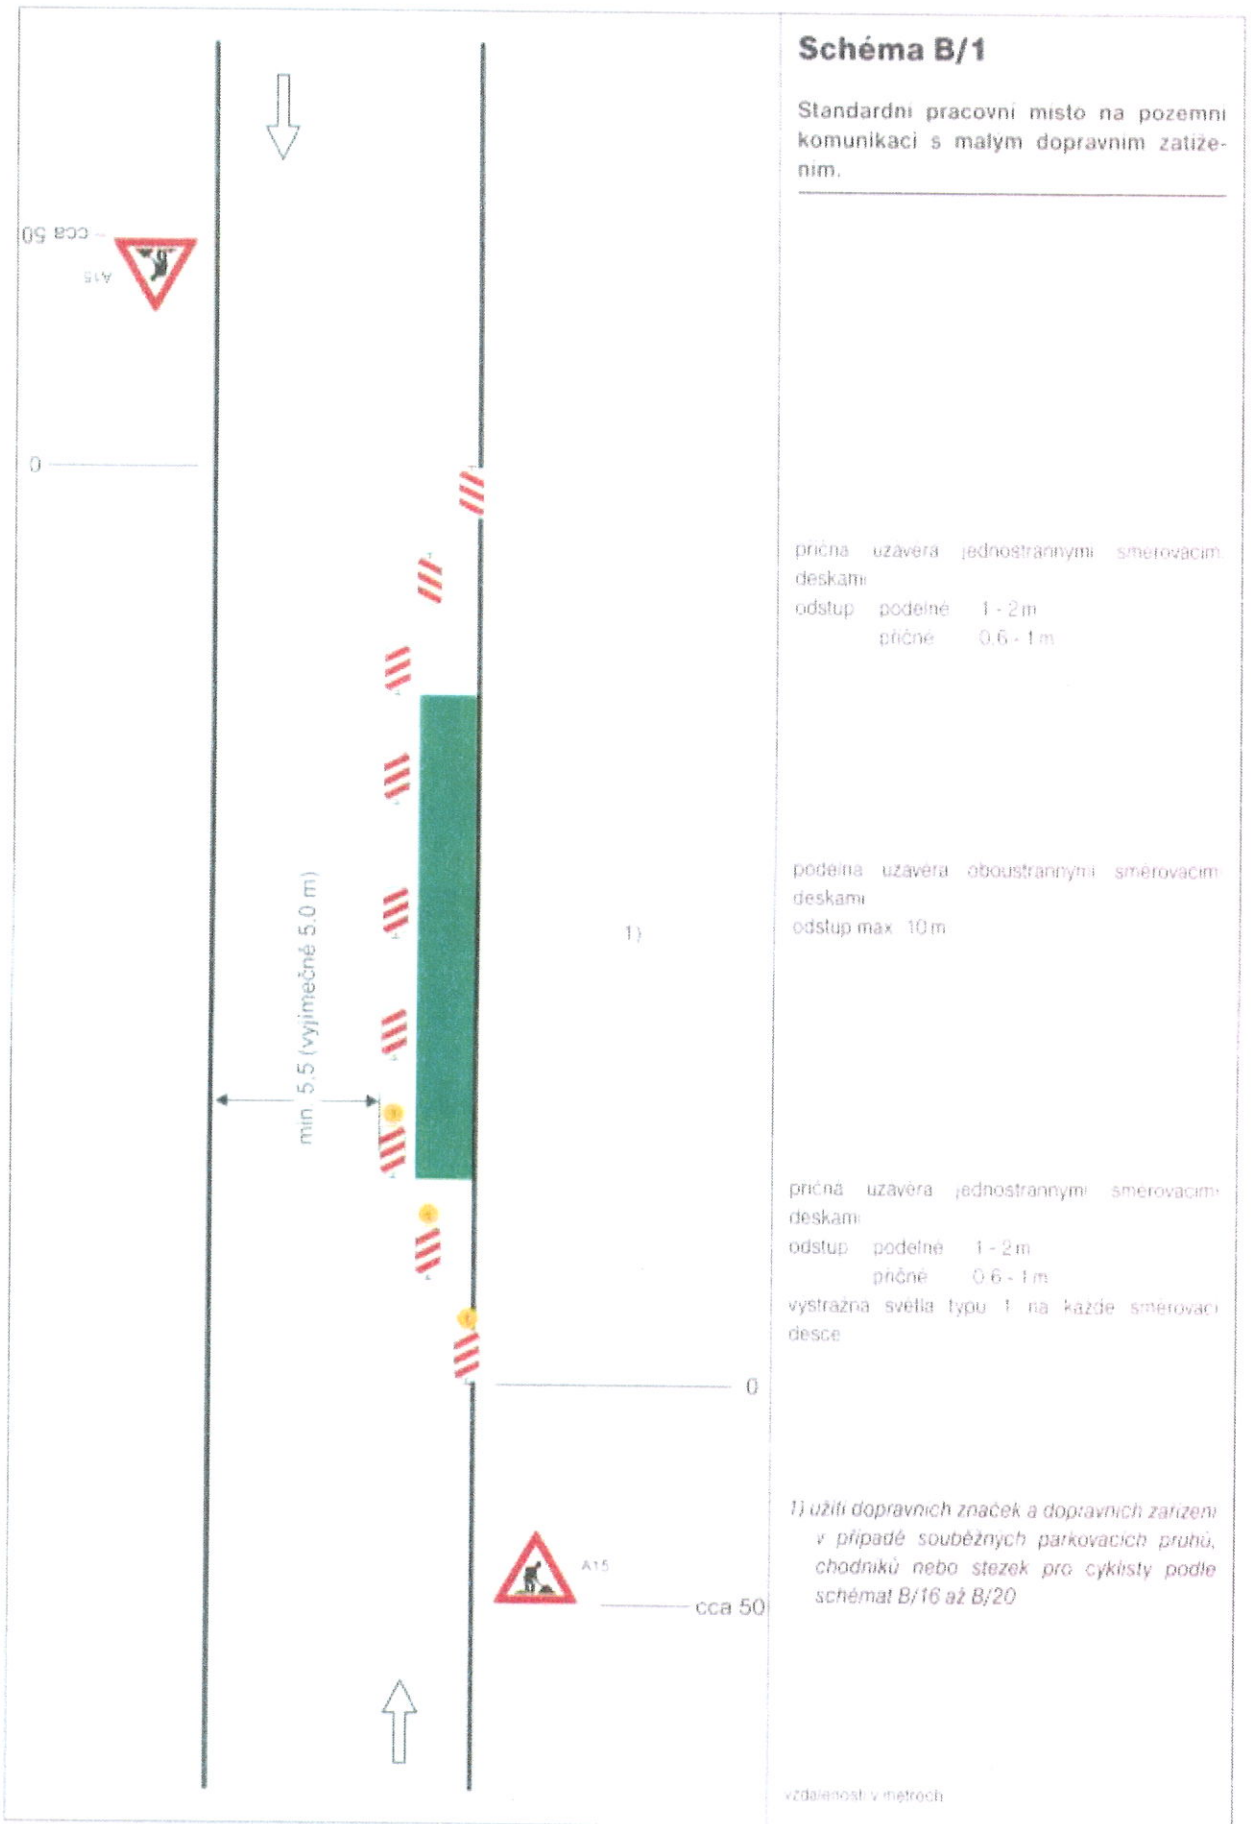 Schéma B/1
Standardní pracovní místo na pozemní
komunikaci s malým dopravním zatíže-
ním.
cca 50
A15
0
příčná uzávěra jednostrannými směrovacími
deskami
odstup podélné 1 - 2 m
příčné 0.6 - 1 m
podélná uzávěra oboustrannými směrovacími
deskami
odstup max. 10 m
1)
min. 5,5 (vyjímečně 5.0 m)
příčná uzávěra jednostrannými směrovacími
deskami
odstup podélné 1 - 2 m
příčné 0.6 - 1 m
výstražná světla typu 1 na každé směrovací
desce
0
1) užití dopravních značek a dopravních zařízení
v případě souběžných parkovacích pruhů,
chodníků nebo stezek pro cyklisty podle
schémat B/16 až B/20
A15
cca 50
vzdálenosti v metrech